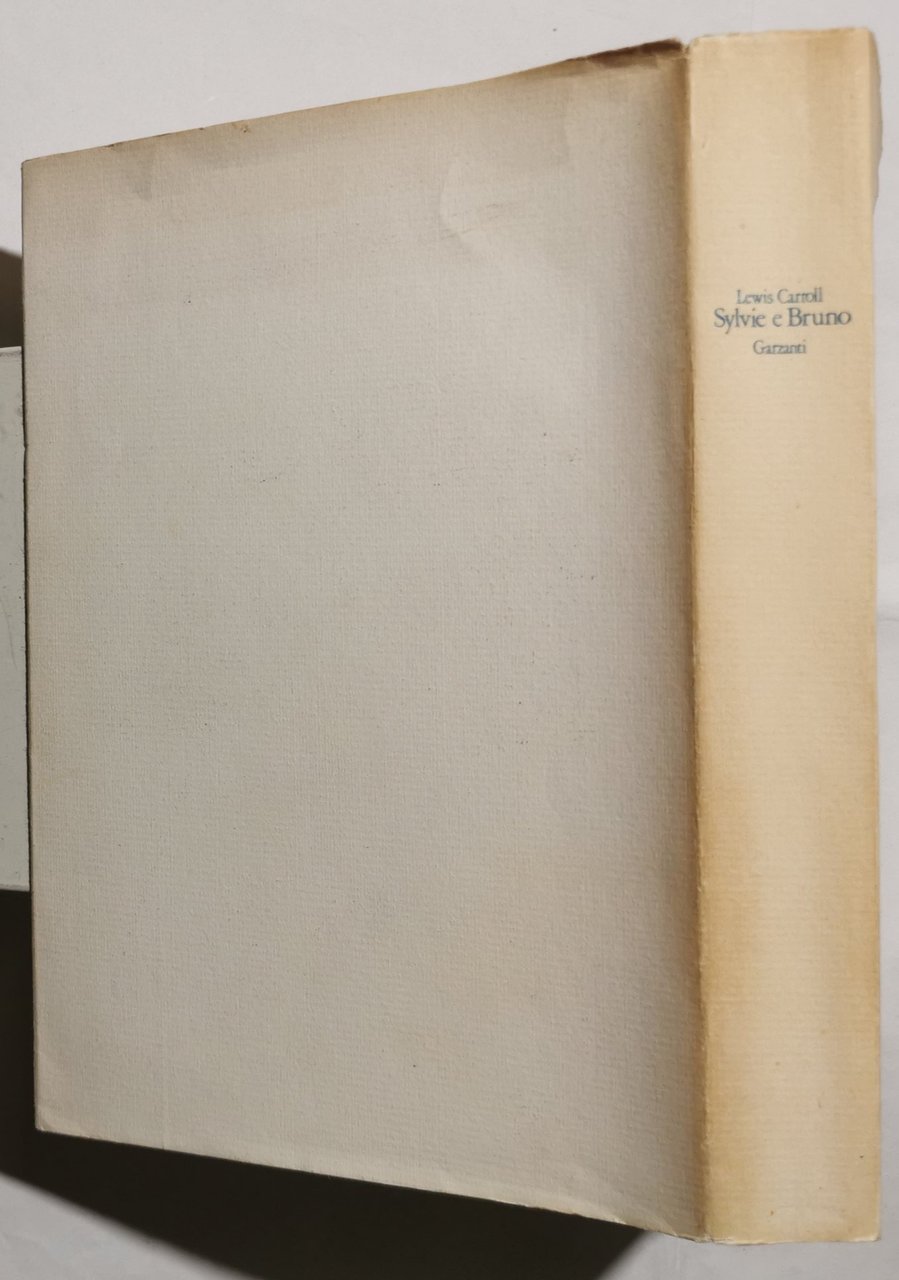 Lewis Carroll
Sylvie e Bruno
Garzanti